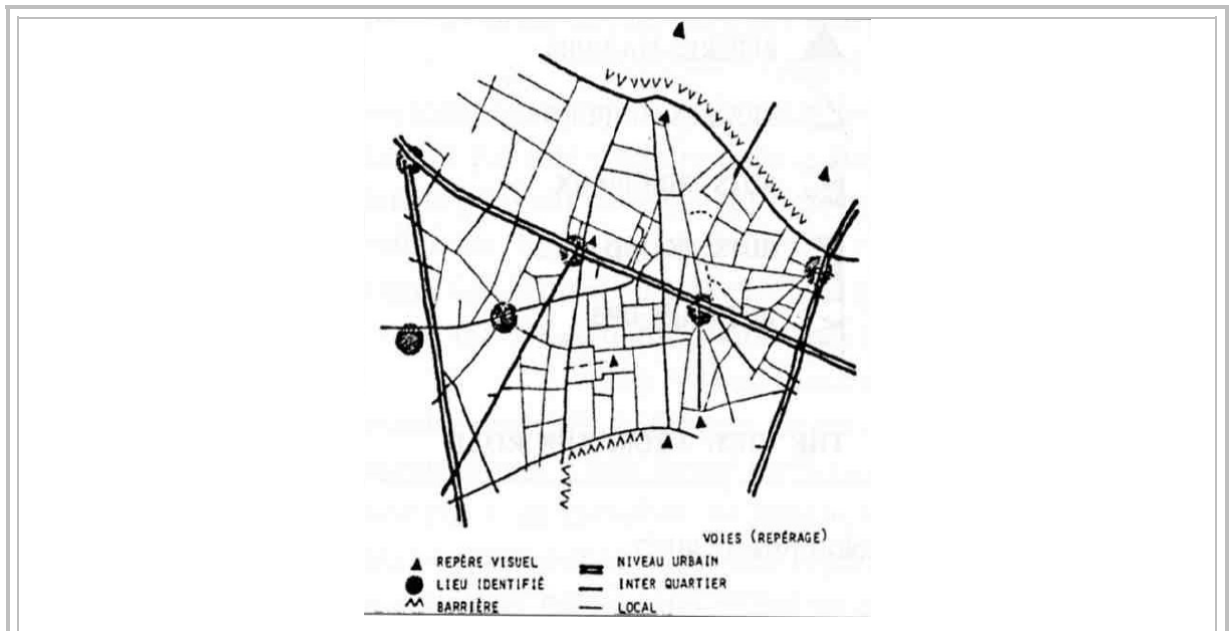 VOIES (REPÉRAGE)
REPÈRE VISUEL
NIVEAU URBAIN
LIEU IDENTIFIÉ
INTER QUARTIER
BARRIÈRE
LOCAL